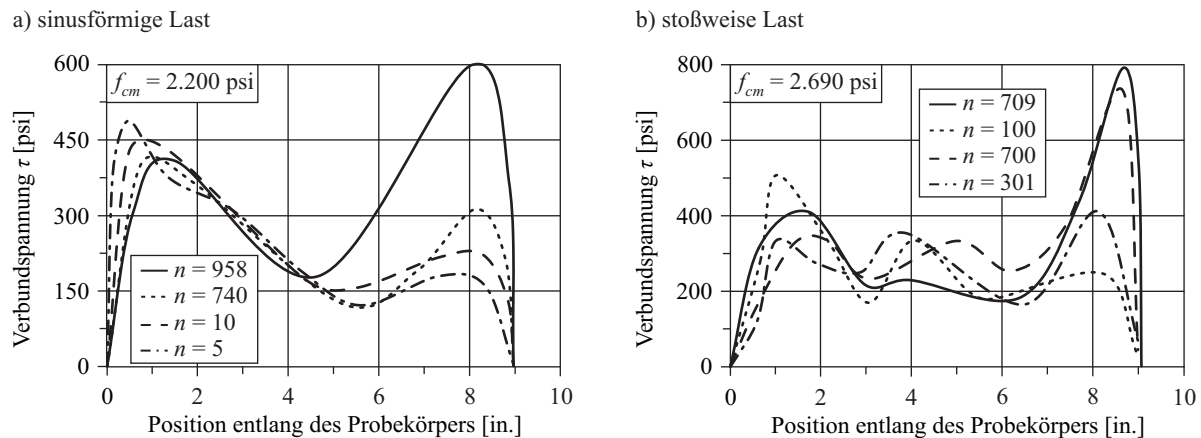 a) sinusförmige Last
600
450
300
150
0
Verbundspannung τ [psi]
f_cm = 2.200 psi
n = 958
n = 740
n = 10
n = 5
0 2 4 6 8 10
Position entlang des Probekörpers [in.]
b) stoßweise Last
800
600
400
200
0
Verbundspannung τ [psi]
f_cm = 2.690 psi
n = 709
n = 100
n = 700
n = 301
0 2 4 6 8 10
Position entlang des Probekörpers [in.]